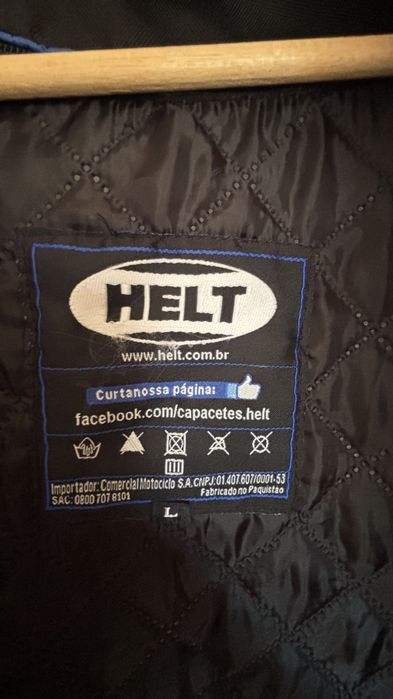 HELT
www.helt.com.br
Curtanossa página:
facebook.com/capacetes.helt
Importador: Comercial Motociclo S.A. CNPJ: 01.407.607/0001-53
SAC: 0800 707 8101 Fabricado no Paquistao
L